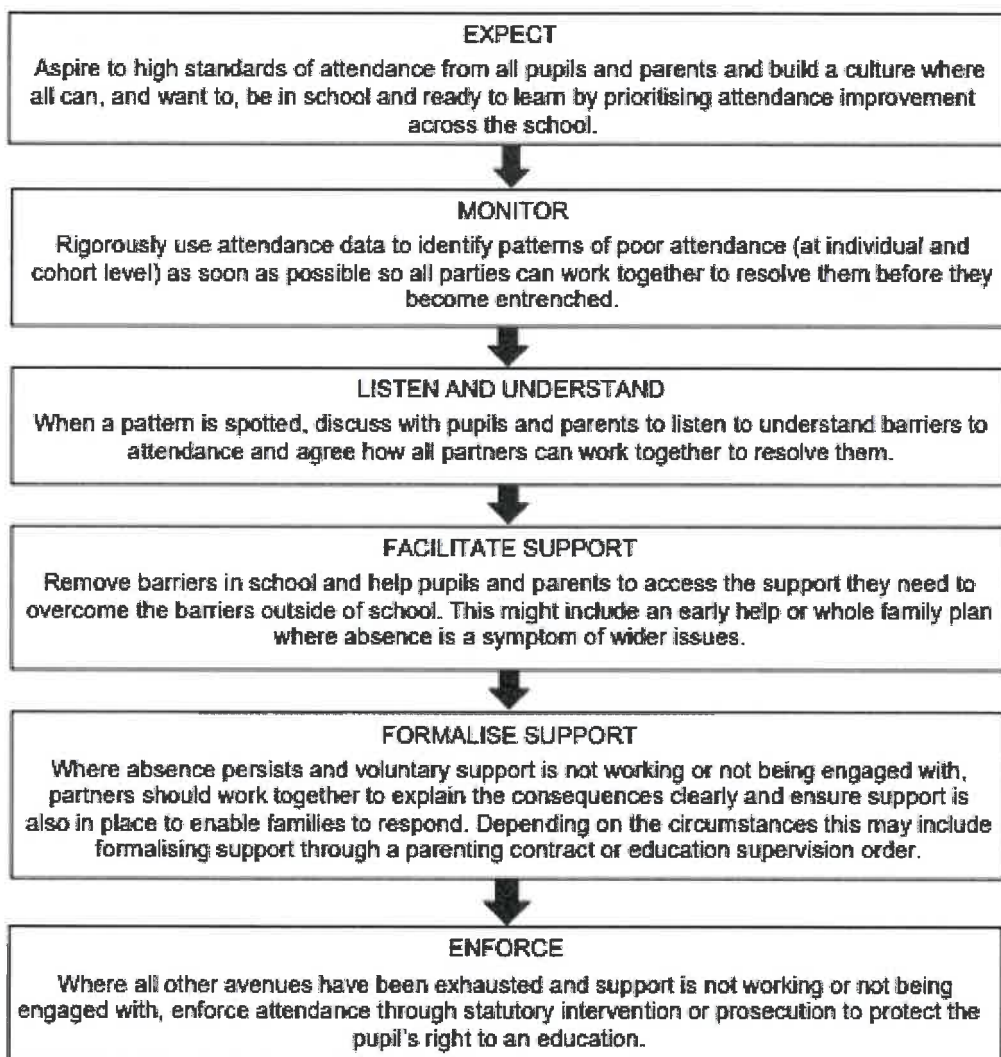 EXPECT
Aspire to high standards of attendance from all pupils and parents and build a culture where
all can, and want to, be in school and ready to learn by prioritising attendance improvement
across the school.
MONITOR
Rigorously use attendance data to identify patterns of poor attendance (at individual and
cohort level) as soon as possible so all parties can work together to resolve them before they
become entrenched.
LISTEN AND UNDERSTAND
When a pattern is spotted, discuss with pupils and parents to listen to understand barriers to
attendance and agree how all partners can work together to resolve them.
FACILITATE SUPPORT
Remove barriers in school and help pupils and parents to access the support they need to
overcome the barriers outside of school. This might include an early help or whole family plan
where absence is a symptom of wider issues.
FORMALISE SUPPORT
Where absence persists and voluntary support is not working or not being engaged with,
partners should work together to explain the consequences clearly and ensure support is
also in place to enable families to respond. Depending on the circumstances this may include
formalising support through a parenting contract or education supervision order.
ENFORCE
Where all other avenues have been exhausted and support is not working or not being
engaged with, enforce attendance through statutory intervention or prosecution to protect the
pupil's right to an education.